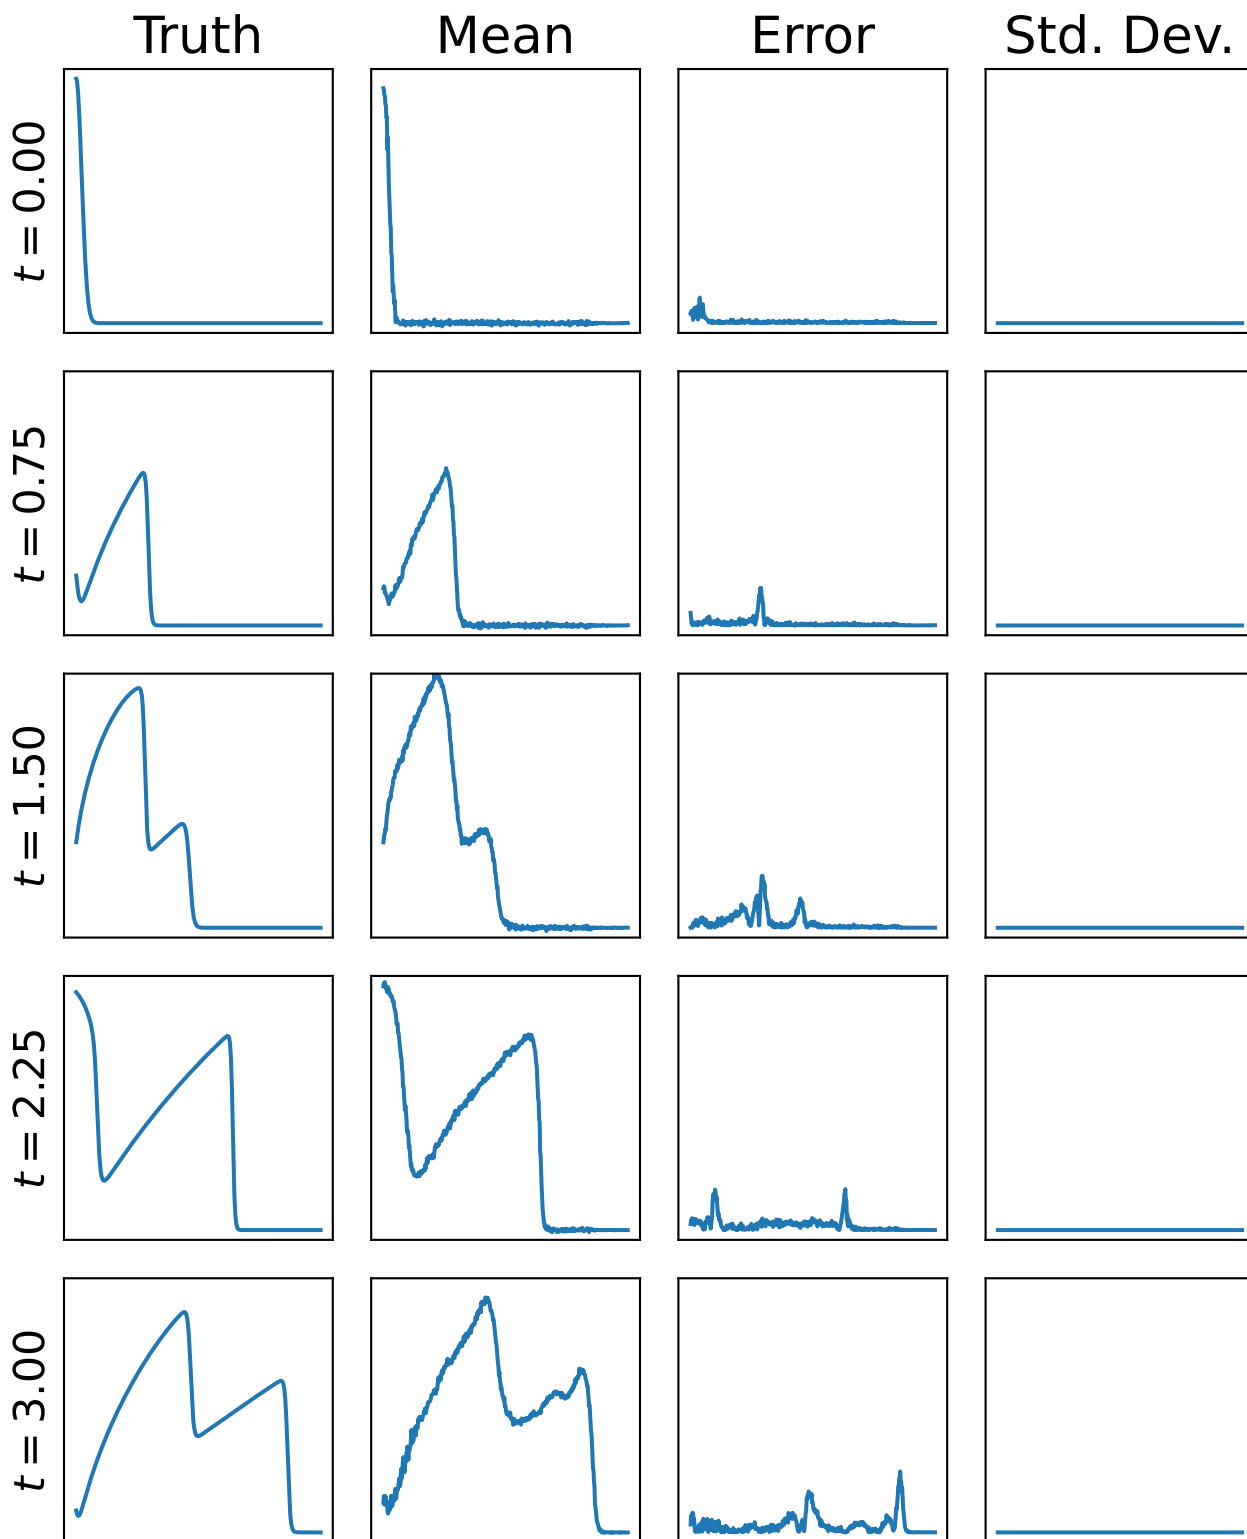 Truth Mean Error Std. Dev.
t = 0.00
t = 0.75
t = 1.50
t = 2.25
t = 3.00